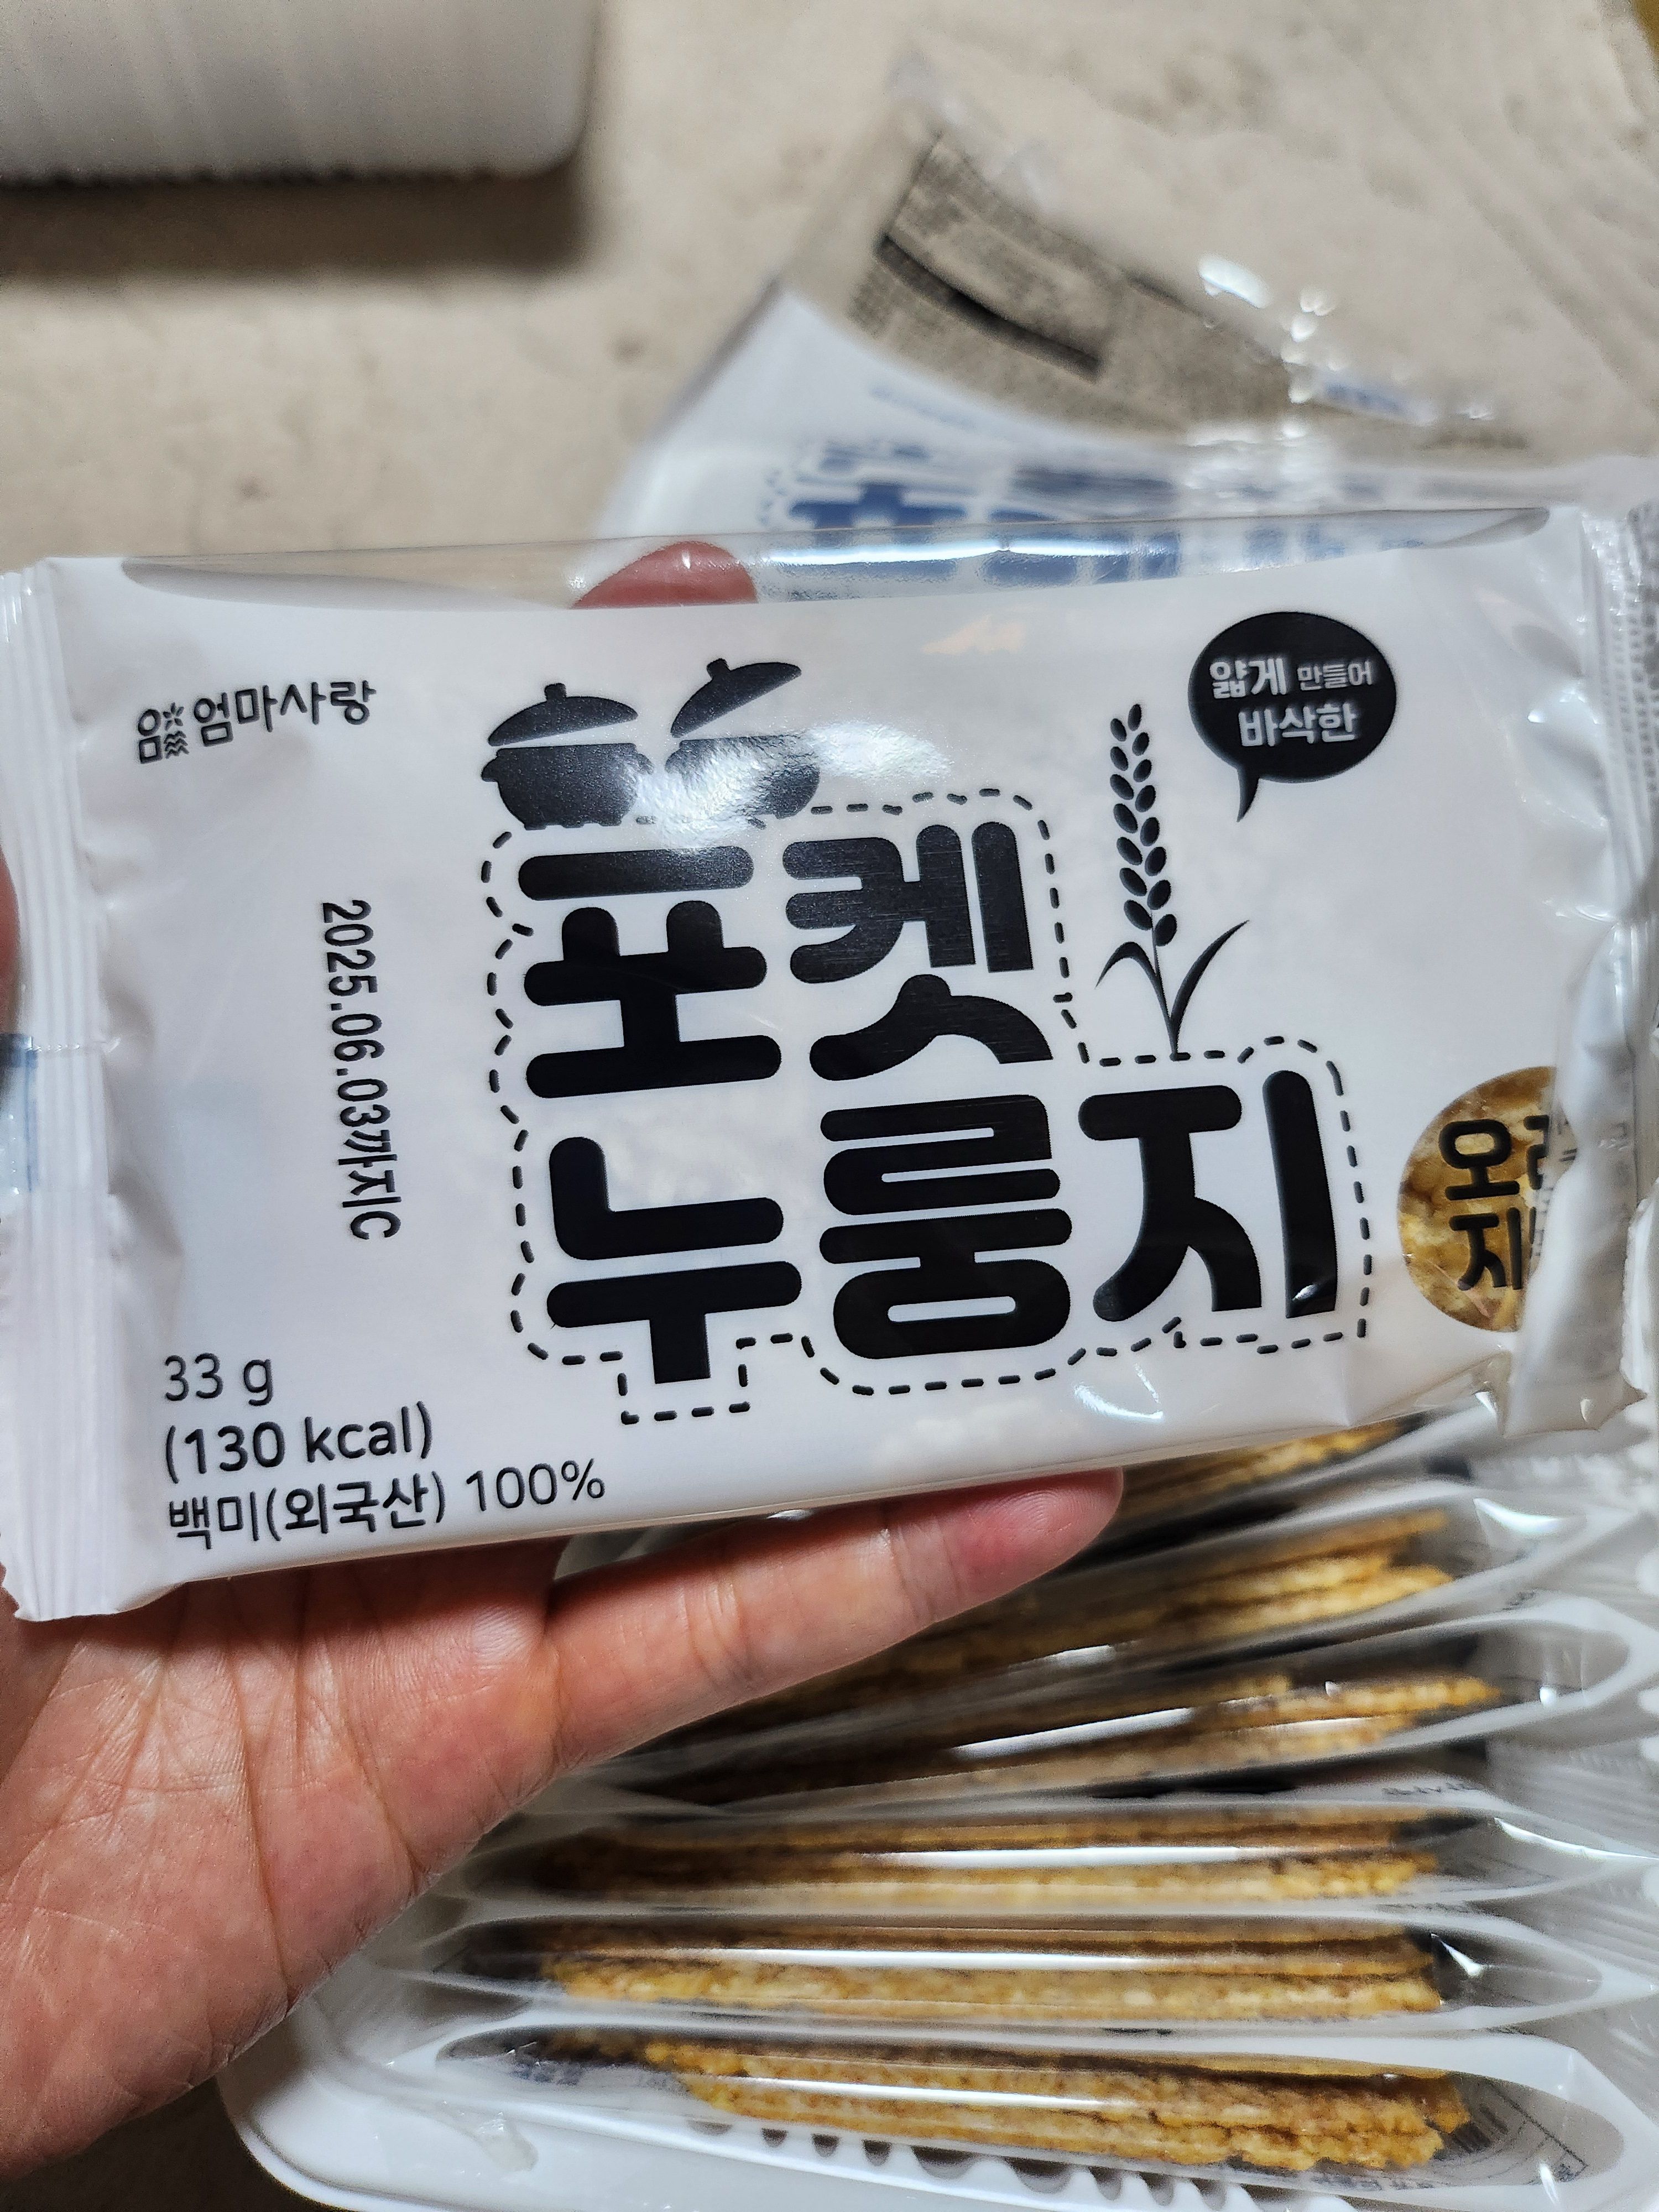 엄마사랑
얇게 만들어
바삭한
포켓
누룽지
2025.06.03까지C
33 g
(130 kcal)
백미(외국산) 100%